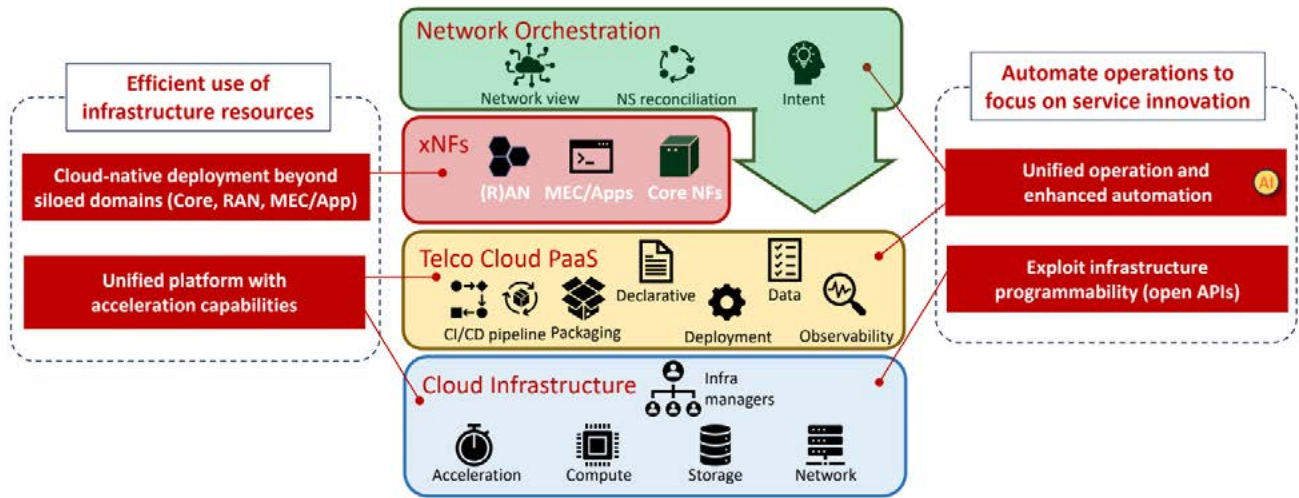 Efficient use of
infrastructure resources
Cloud-native deployment beyond
siloed domains (Core, RAN, MEC/App)
Unified platform with
acceleration capabilities
Network Orchestration
Network view
NS reconciliation
Intent
xNFs
(R)AN
MEC/Apps
Core NFs
Telco Cloud PaaS
CI/CD pipeline
Packaging
Declarative
Deployment
Data
Observability
Cloud Infrastructure
Infra
managers
Acceleration
Compute
Storage
Network
Automate operations to
focus on service innovation
Unified operation and
enhanced automation
AI
Exploit infrastructure
programmability (open APIs)